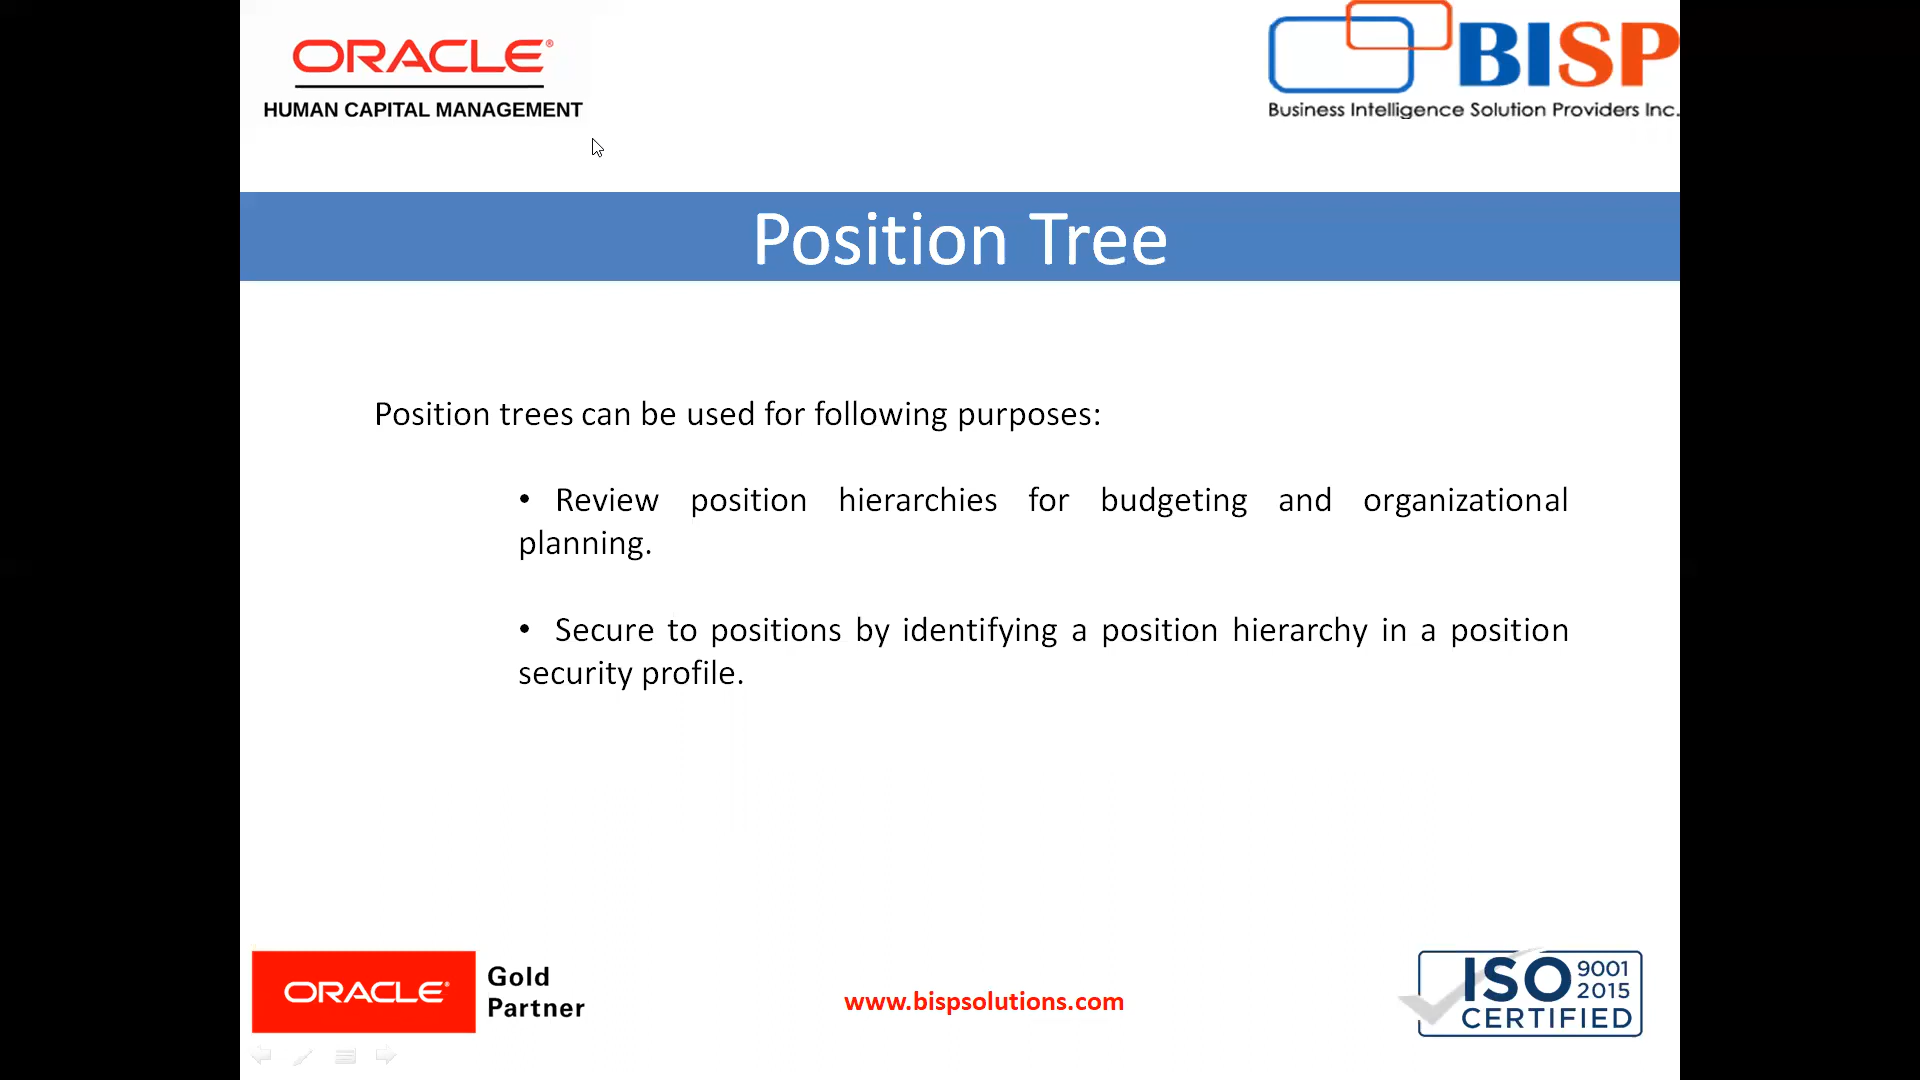 ORACLE®
HUMAN CAPITAL MANAGEMENT
BISP
Business Intelligence Solution Providers Inc.
Position Tree
Position trees can be used for following purposes:
• Review position hierarchies for budgeting and organizational
planning.
• Secure to positions by identifying a position hierarchy in a position
security profile.
ORACLE®
Gold
Partner
www.bispsolutions.com
ISO 9001
2015
CERTIFIED